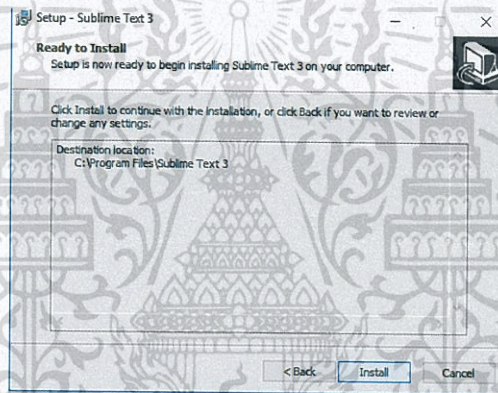 Setup - Sublime Text 3
Ready to Install
Setup is now ready to begin installing Sublime Text 3 on your computer.
Click Install to continue with the installation, or click Back if you want to review or
change any settings.
Destination location:
C:\Program Files\Sublime Text 3
< Back Install Cancel